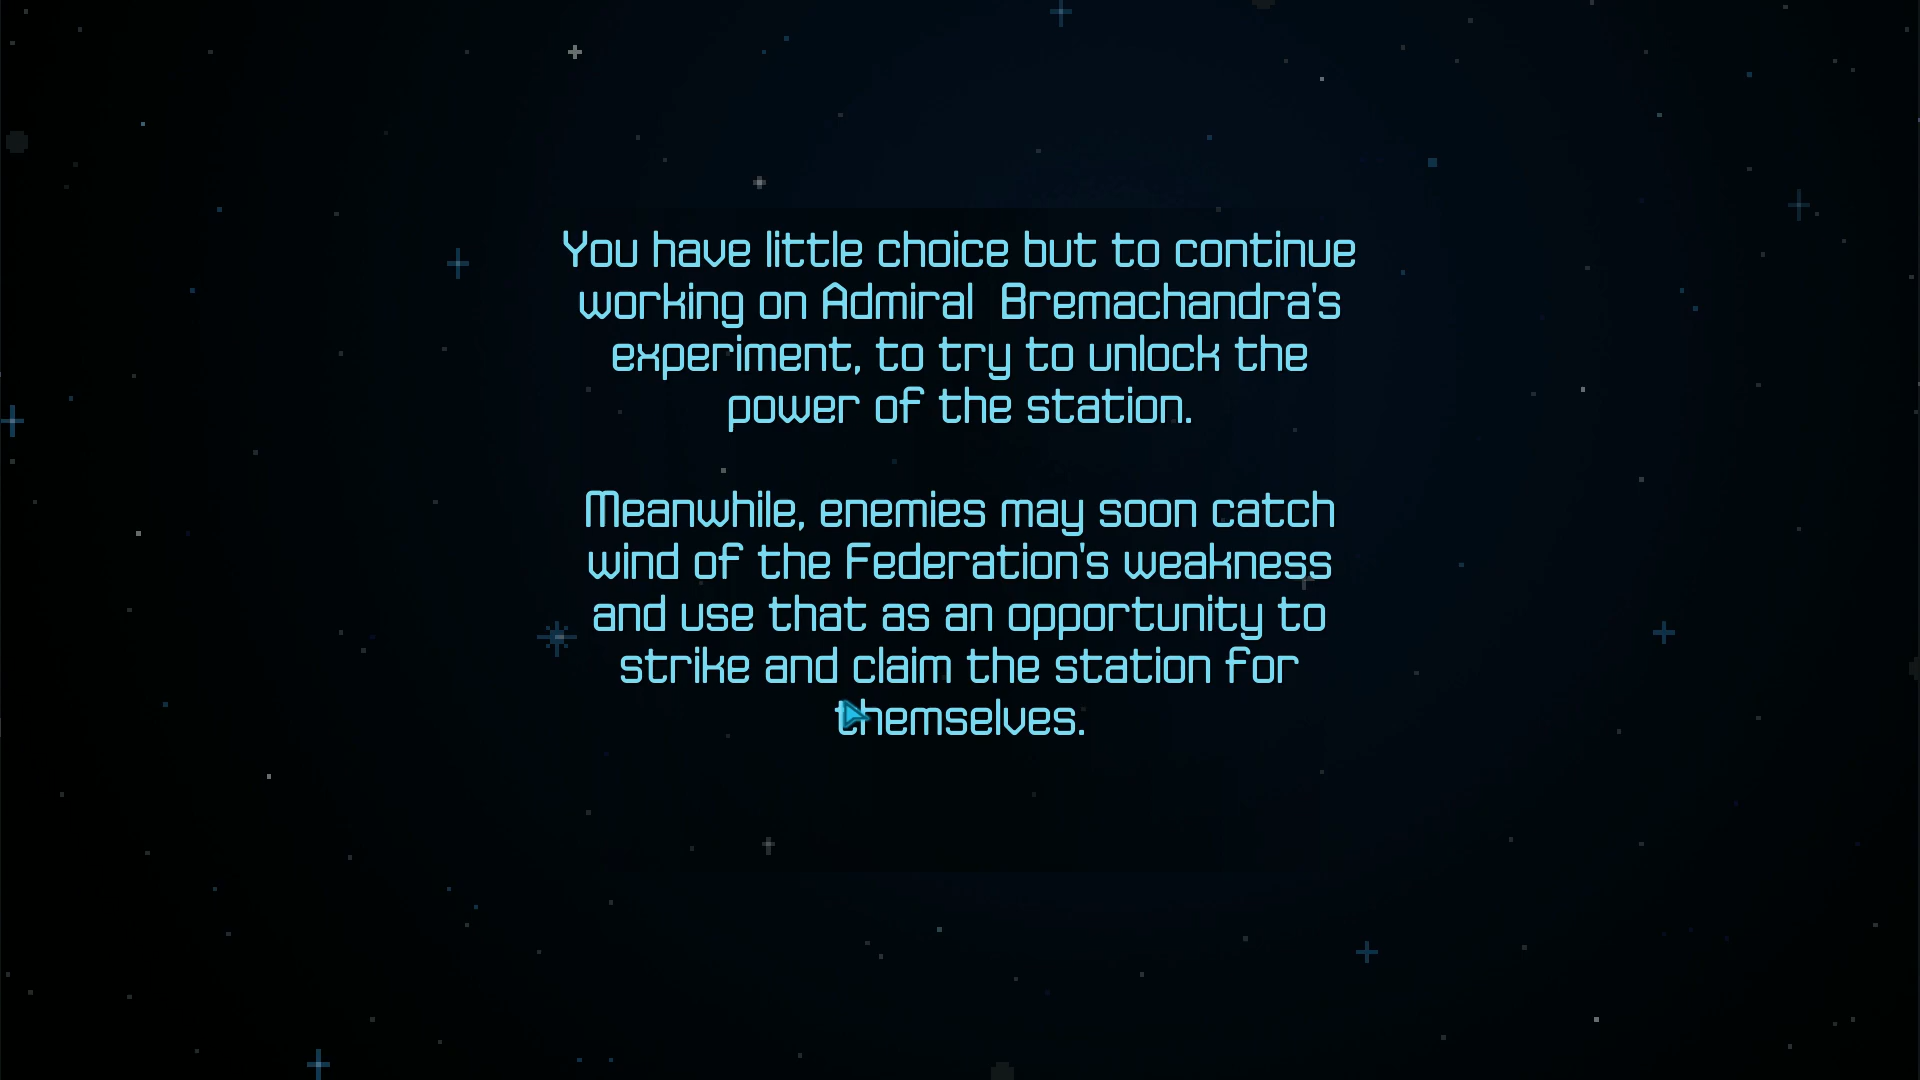 You have little choice but to continue
working on Admiral  Bremachandra's
experiment, to try to unlock the
power of the station.
Meanwhile, enemies may soon catch
wind of the Federation's weakness
and use that as an opportunity to
strike and claim the station for
themselves.